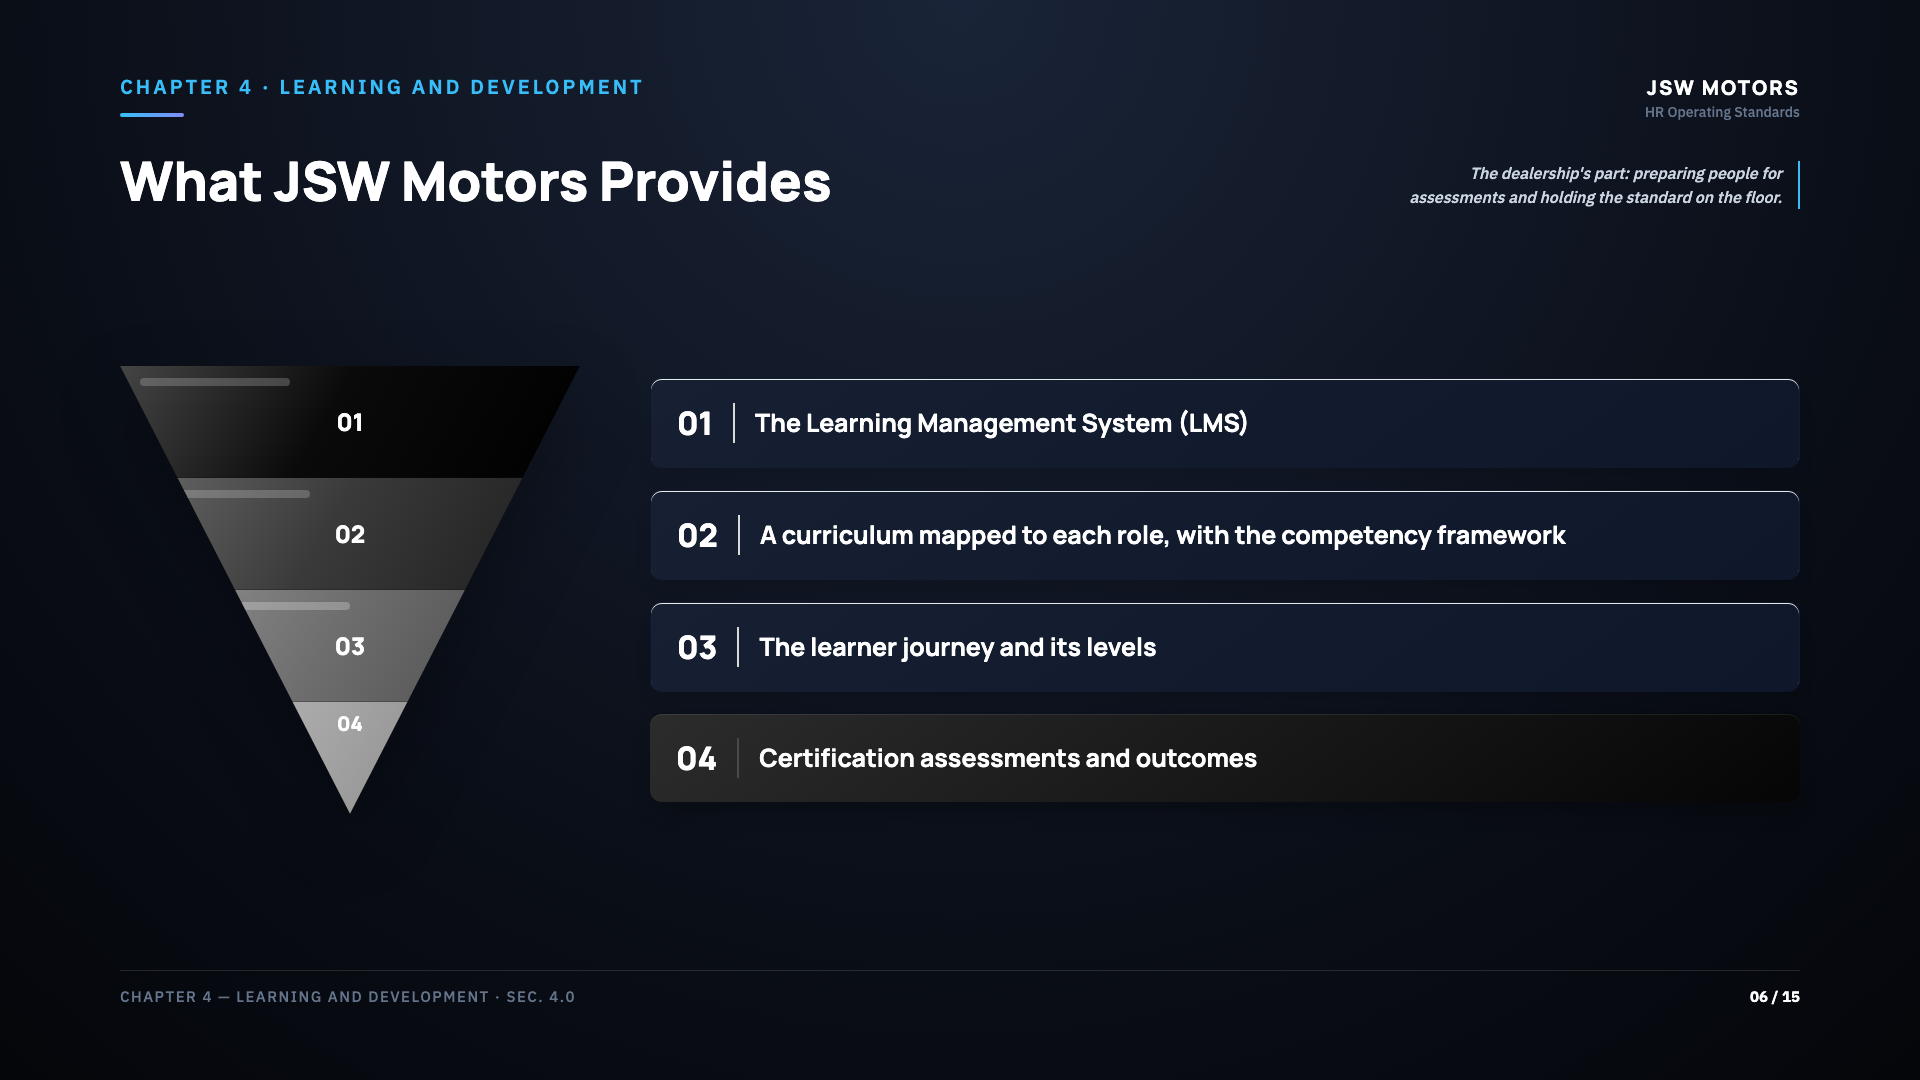 CHAPTER 4 · LEARNING AND DEVELOPMENT
JSW MOTORS
HR Operating Standards
What JSW Motors Provides
The dealership's part: preparing people for
assessments and holding the standard on the floor.
01
02
03
04
01 The Learning Management System (LMS)
02 A curriculum mapped to each role, with the competency framework
03 The learner journey and its levels
04 Certification assessments and outcomes
CHAPTER 4 — LEARNING AND DEVELOPMENT · SEC. 4.0
06 / 15